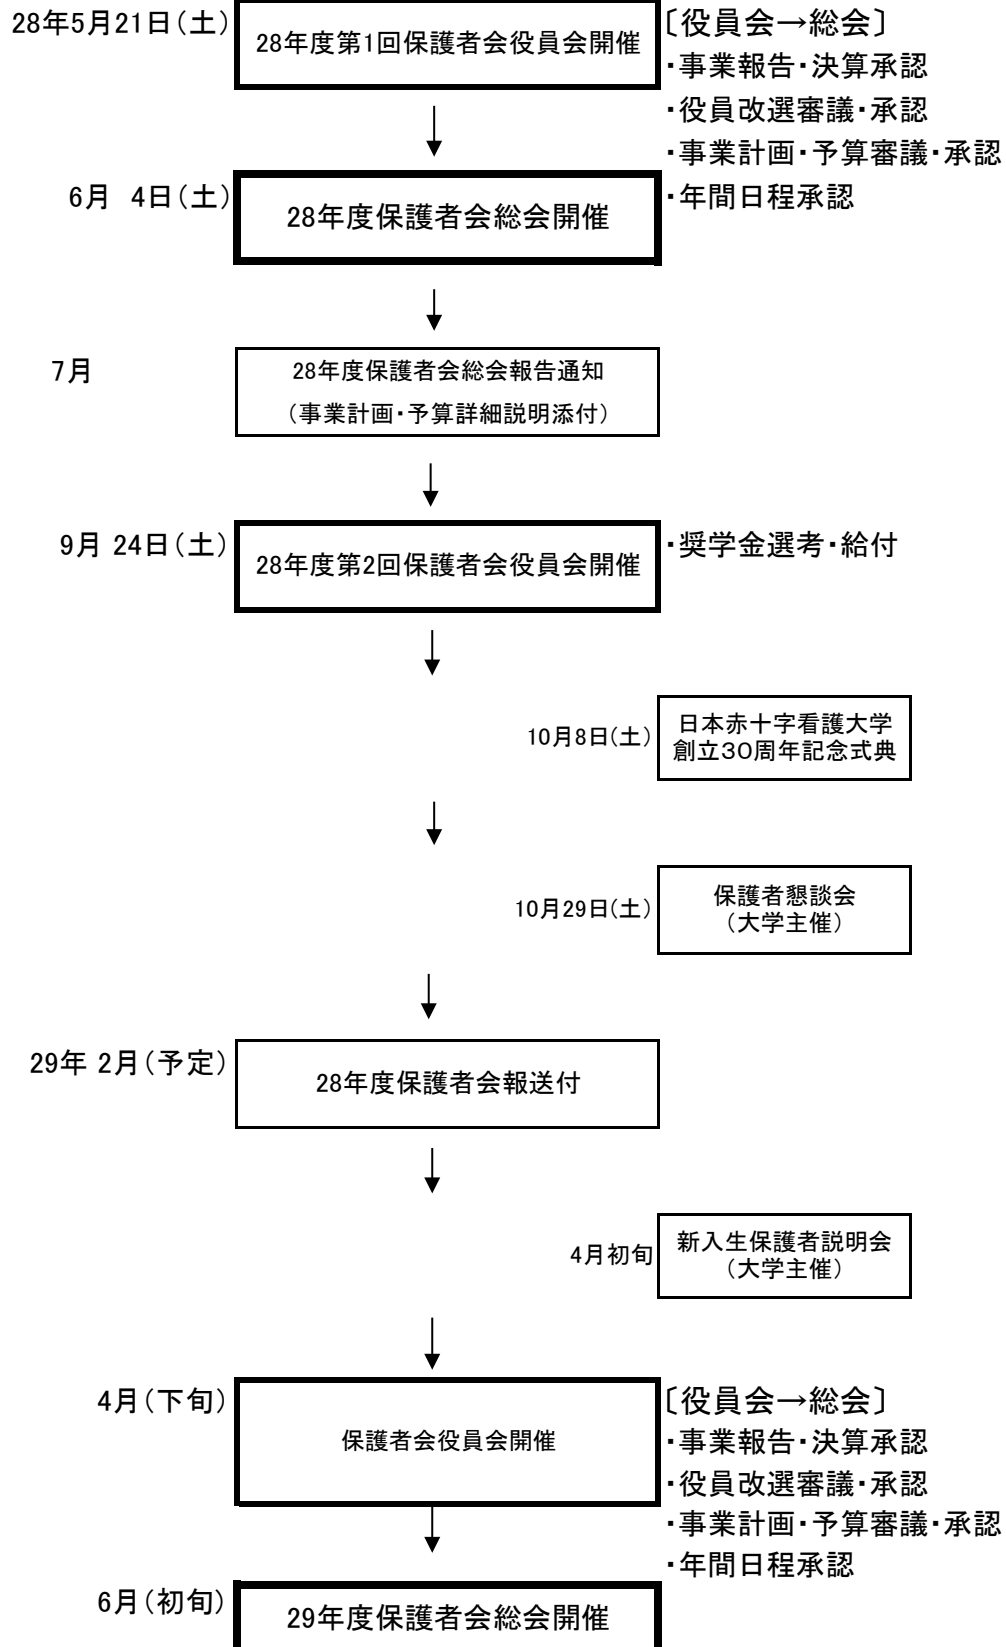 28年5月21日(土)
28年度第1回保護者会役員会開催
〔役員会→総会〕
・事業報告・決算承認
・役員改選審議・承認
・事業計画・予算審議・承認
・年間日程承認
6月 4日(土)
28年度保護者会総会開催
7月
28年度保護者会総会報告通知
(事業計画・予算詳細説明添付)
9月 24日(土)
28年度第2回保護者会役員会開催
・奨学金選考・給付
10月8日(土)
日本赤十字看護大学
創立30周年記念式典
10月29日(土)
保護者懇談会
(大学主催)
29年 2月(予定)
28年度保護者会報送付
4月初旬
新入生保護者説明会
(大学主催)
4月(下旬)
保護者会役員会開催
〔役員会→総会〕
・事業報告・決算承認
・役員改選審議・承認
・事業計画・予算審議・承認
・年間日程承認
6月(初旬)
29年度保護者会総会開催